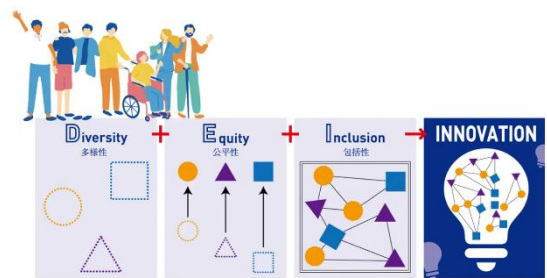 Diversity
多様性
+
Equity
公平性
+
Inclusion
包括性
INNOVATION